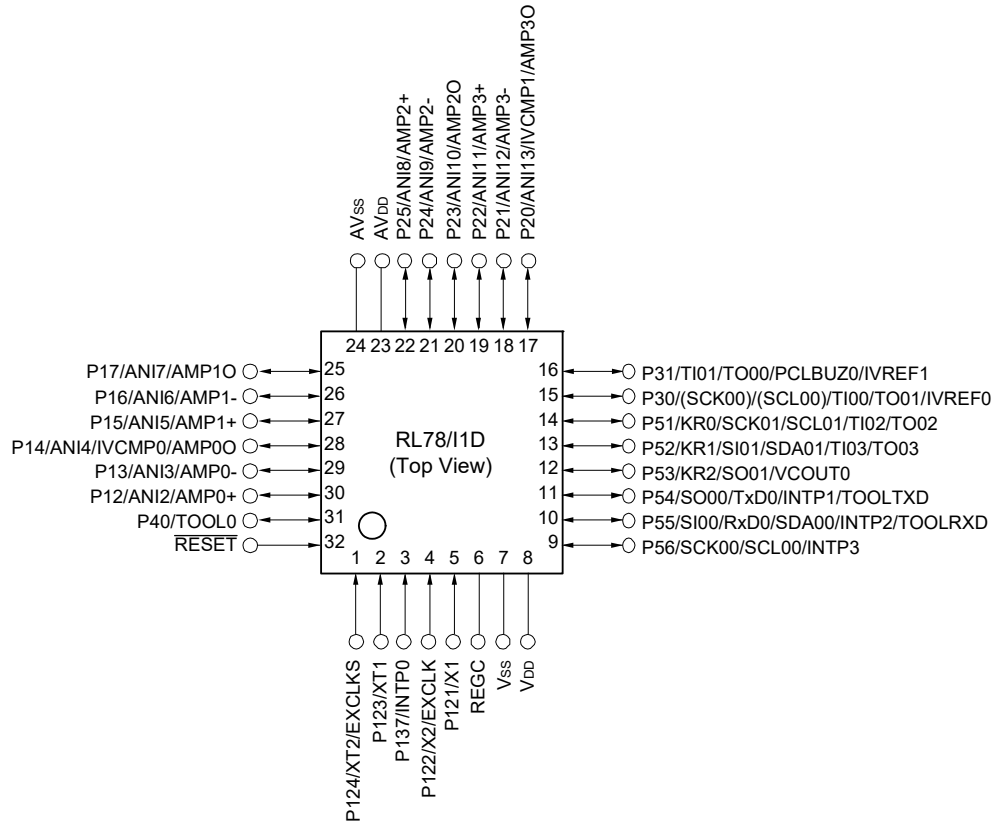 AVss
AVDD
P25/ANI8/AMP2+
P24/ANI9/AMP2-
P23/ANI10/AMP2O
P22/ANI11/AMP3+
P21/ANI12/AMP3-
P20/ANI13/IVCMP1/AMP3O
24 23 22 21 20 19 18 17
P17/ANI7/AMP1O 25
P16/ANI6/AMP1- 26
P15/ANI5/AMP1+ 27
P14/ANI4/IVCMP0/AMP0O 28
P13/ANI3/AMP0- 29
P12/ANI2/AMP0+ 30
P40/TOOL0 31
RESET 32
RL78/I1D
(Top View)
16 P31/TI01/TO00/PCLBUZ0/IVREF1
15 P30/(SCK00)/(SCL00)/TI00/TO01/IVREF0
14 P51/KR0/SCK01/SCL01/TI02/TO02
13 P52/KR1/SI01/SDA01/TI03/TO03
12 P53/KR2/SO01/VCOUT0
11 P54/SO00/TxD0/INTP1/TOOLTXD
10 P55/SI00/RxD0/SDA00/INTP2/TOOLRXD
9 P56/SCK00/SCL00/INTP3
1 2 3 4 5 6 7 8
P124/XT2/EXCLKS
P123/XT1
P137/INTP0
P122/X2/EXCLK
P121/X1
REGC
Vss
VDD